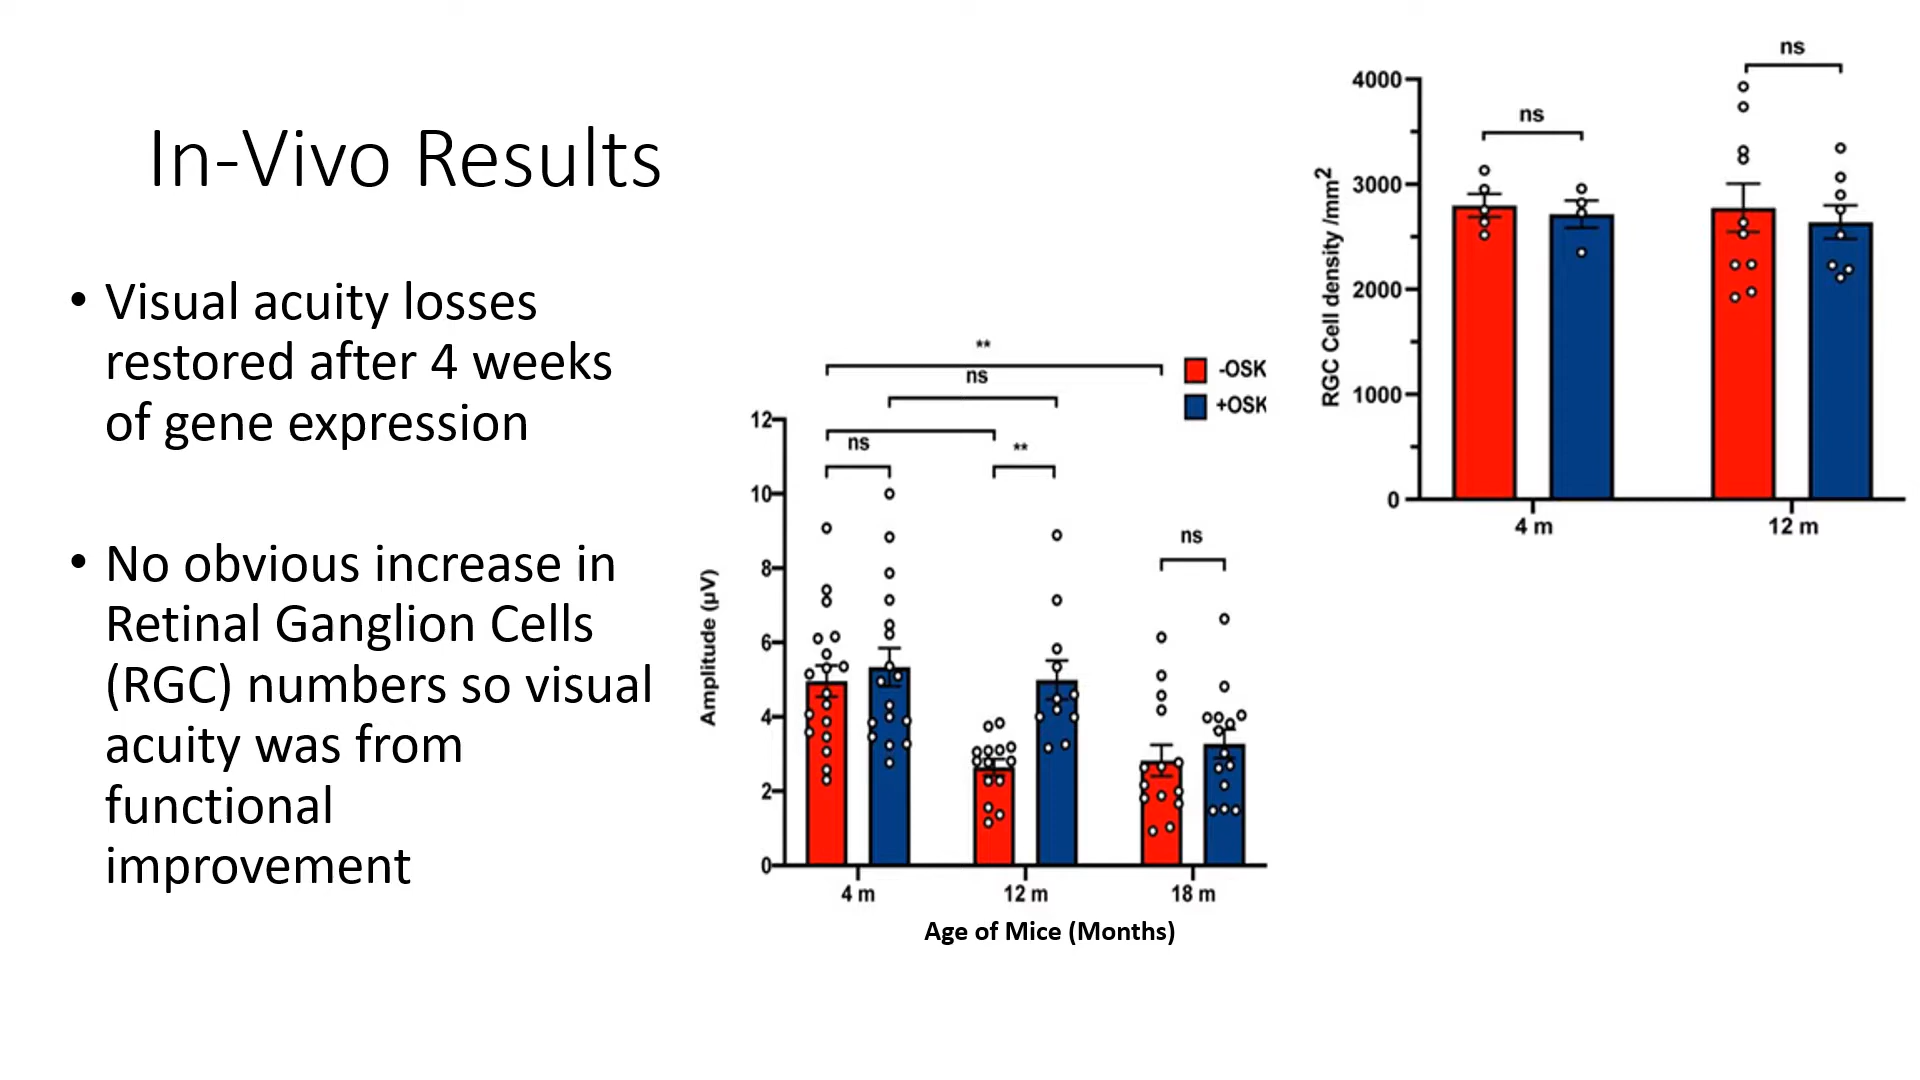 In-Vivo Results
• Visual acuity losses
restored after 4 weeks
of gene expression
• No obvious increase in
Retinal Ganglion Cells
(RGC) numbers so visual
acuity was from
functional
improvement
**
ns
-OSK
+OSK
ns
**
ns
12
10
8
6
4
2
0
Amplitude (µV)
4 m
12 m
18 m
Age of Mice (Months)
ns
ns
4000
3000
2000
1000
0
RGC Cell density /mm²
4 m
12 m